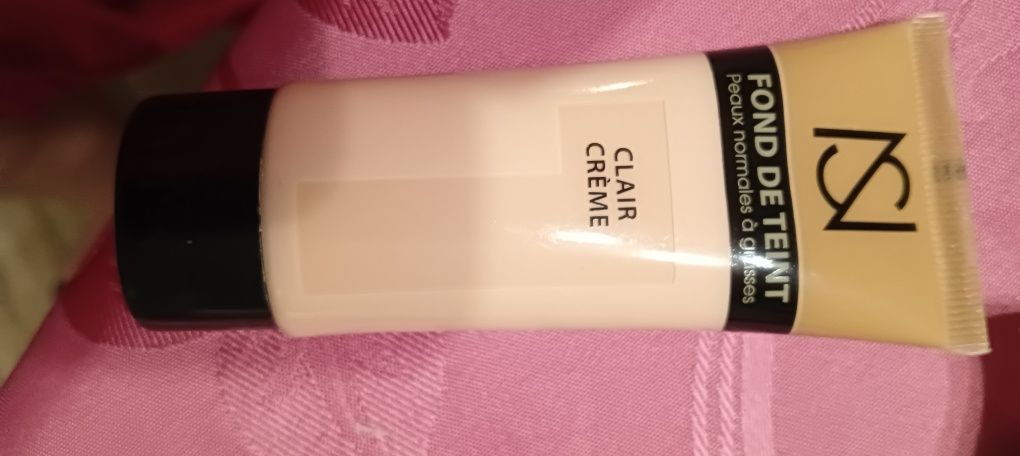 FOND DE TEINT
Peaux normales à grasses
CLAIR
CRÈME